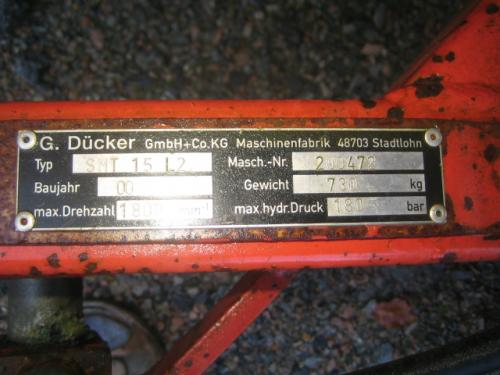 G. Dücker GmbH+Co.KG Maschinenfabrik 48703 Stadtlohn
Typ SMT 15 L2 Masch.-Nr.
Baujahr 00 Gewicht 730 kg
max.Drehzahl max.hydr.Druck 180 bar